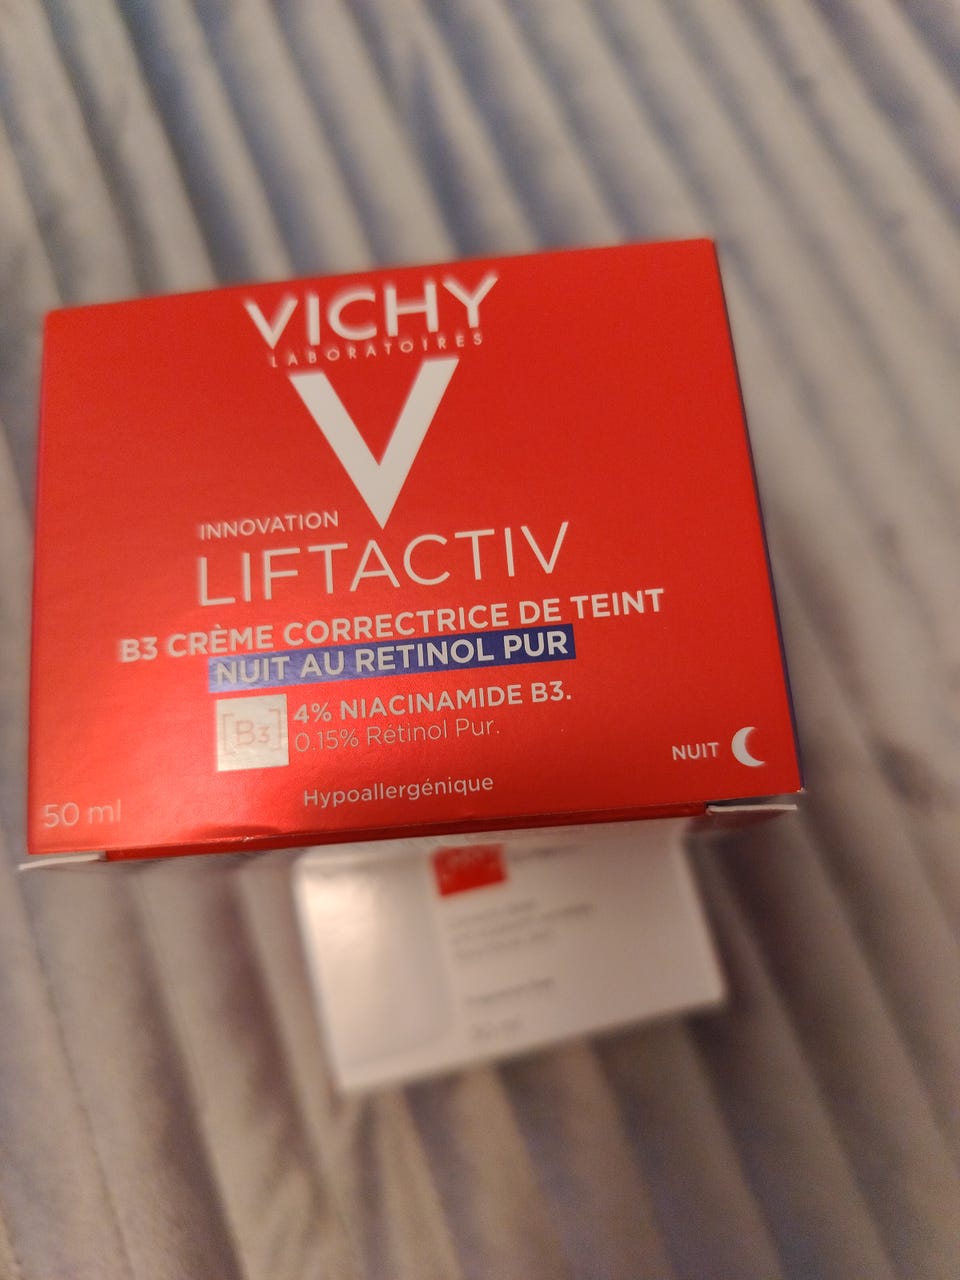 VICHY
LABORATOIRES
INNOVATION
LIFTACTIV
B3 CRÈME CORRECTRICE DE TEINT
NUIT AU RETINOL PUR
[B3]
4% NIACINAMIDE B3.
0.15% Rétinol Pur.
NUIT
Hypoallergénique
50 ml